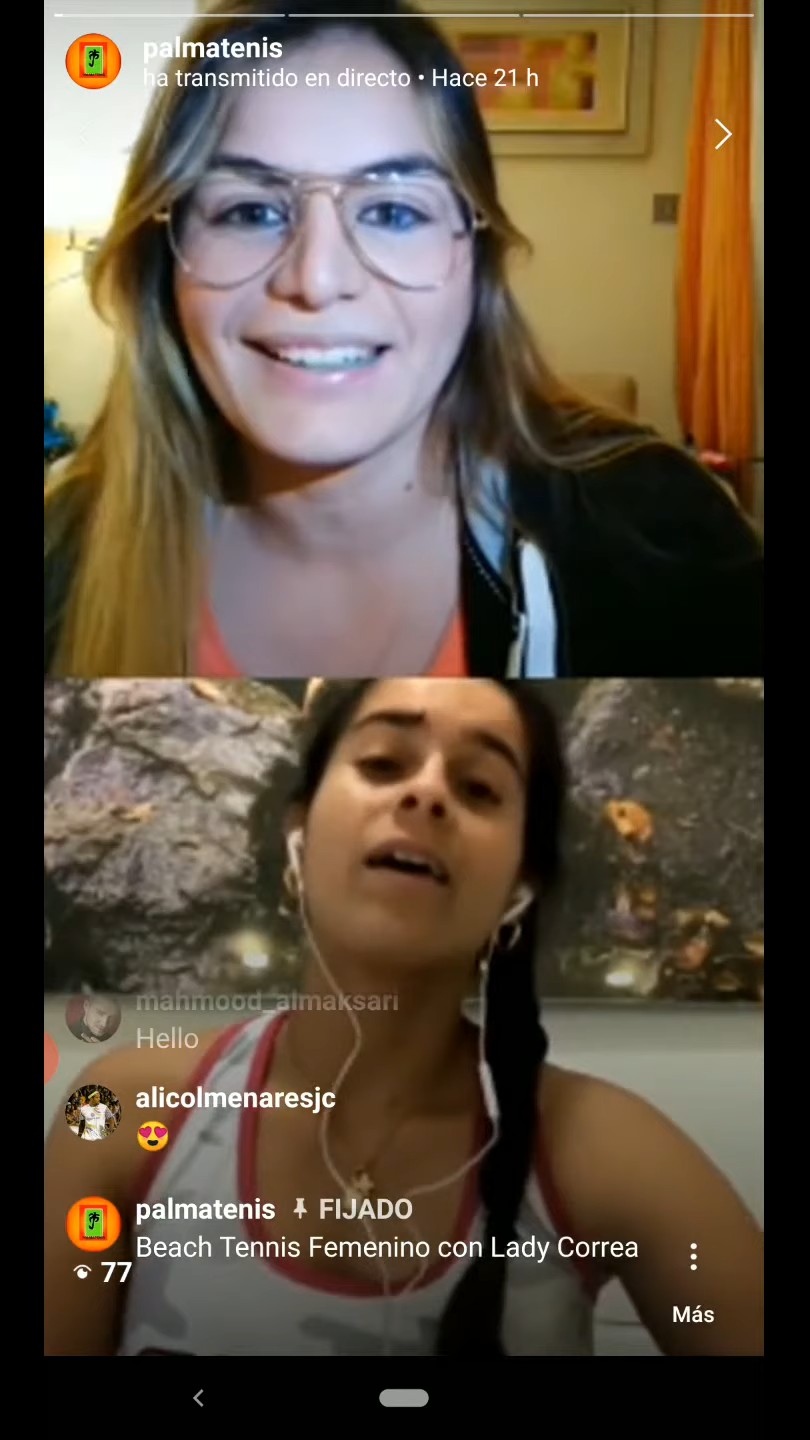 palmatenis
ha transmitido en directo • Hace 21 h
mahmood_almaksari
Hello
alicolmenaresjc
😍
palmatenis FIJADO
Beach Tennis Femenino con Lady Correa
77
Más